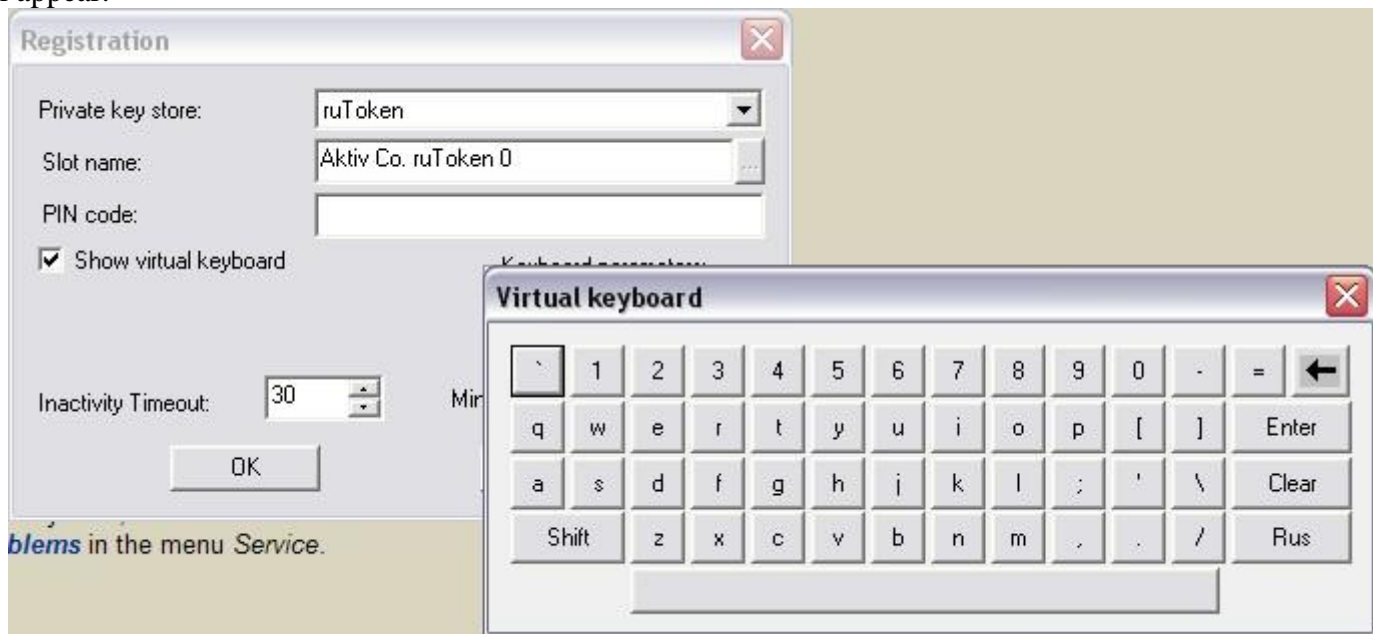 appear.
Registration
Private key store: ruToken
Slot name: Aktiv Co. ruToken 0 ...
PIN code:
Show virtual keyboard
Inactivity Timeout: 30
OK
blems in the menu Service.
Virtual keyboard
` 1 2 3 4 5 6 7 8 9 0 - =
q w e r t y u i o p [ ] Enter
a s d f g h j k l ; ' \ Clear
Shift z x c v b n m , . / Rus